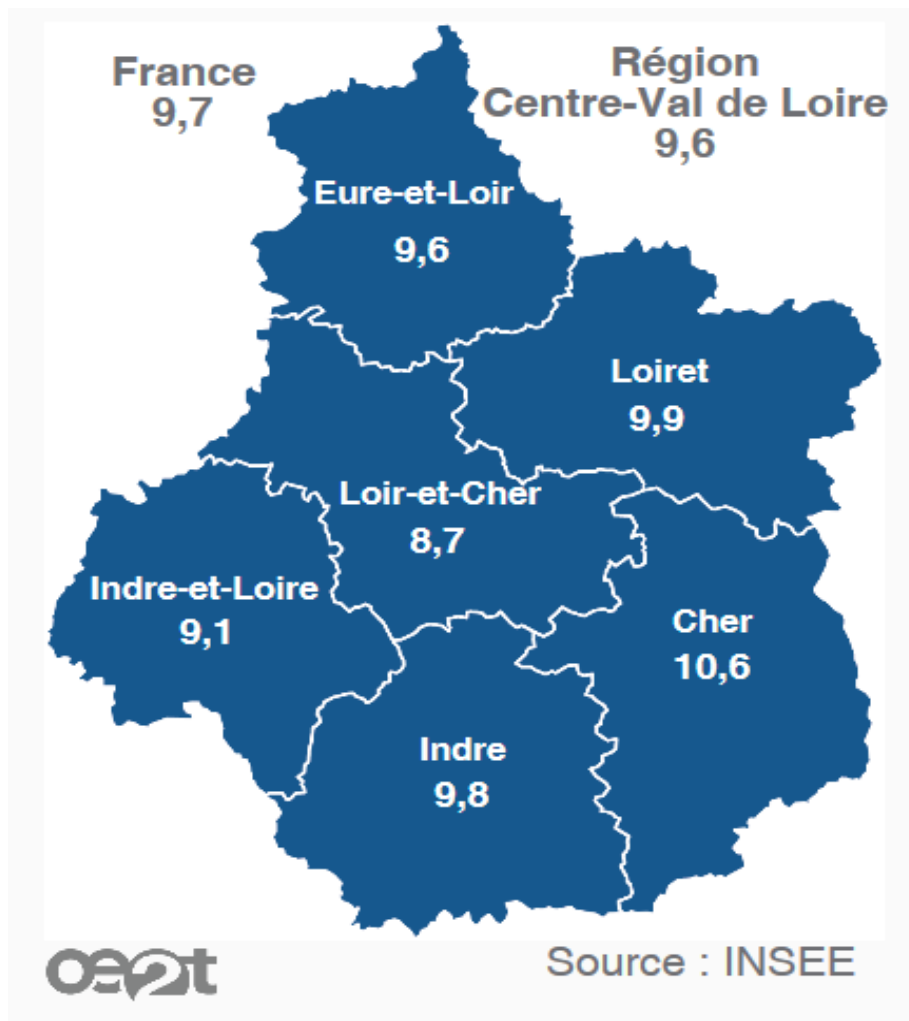 France
9,7
Région
Centre-Val de Loire
9,6
Eure-et-Loir
9,6
Loiret
9,9
Loir-et-Cher
8,7
Indre-et-Loire
9,1
Cher
10,6
Indre
9,8
oe2t
Source : INSEE